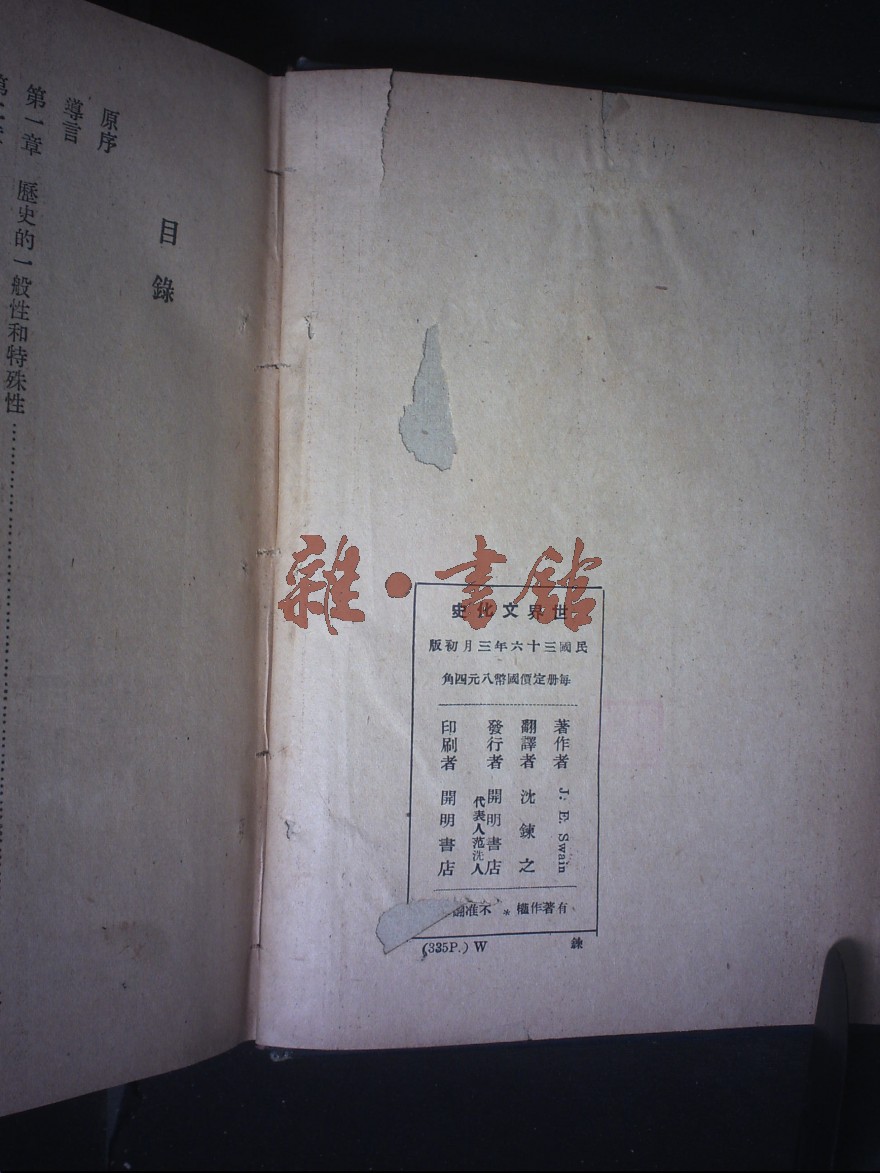 目錄
原序
導言
第一章 歷史的一般性和特殊性
雜·書館
世界文化史
民國三十六年三月初版
每册定價國幣八元四角
著作者 J. E. Swain
翻譯者 沈鍊之
發行者 開明書店
代表人范洗人
印刷者 開明書店
有著作權 * 不准翻
(335P.) W
鍊